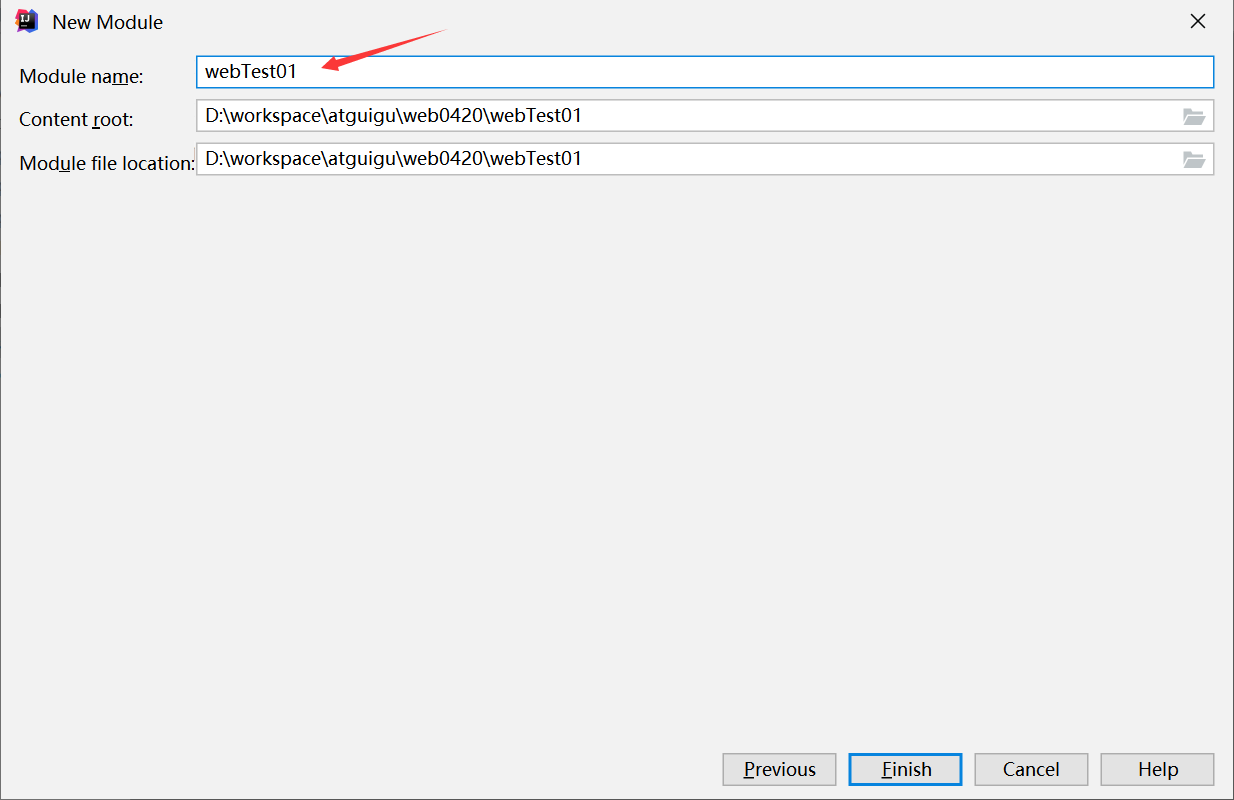 New Module
Module name: webTest01
Content root: D:\workspace\atguigu\web0420\webTest01
Module file location: D:\workspace\atguigu\web0420\webTest01
Previous Finish Cancel Help